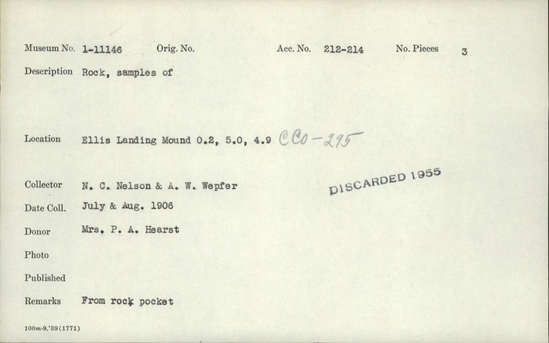 Museum No. 1-11146 Orig. No. Acc. No. 212-214 No. Pieces 3
Description Rock, samples of
Location Ellis Landing Mound 0.2, 5.0, 4.9 CCo-295
Collector N. C. Nelson & A. W. Wepfer
DISCARDED 1955
Date Coll. July & Aug. 1906
Donor Mrs. P. A. Hearst
Photo
Published
Remarks From rock pocket
100m-9,'39(1771)